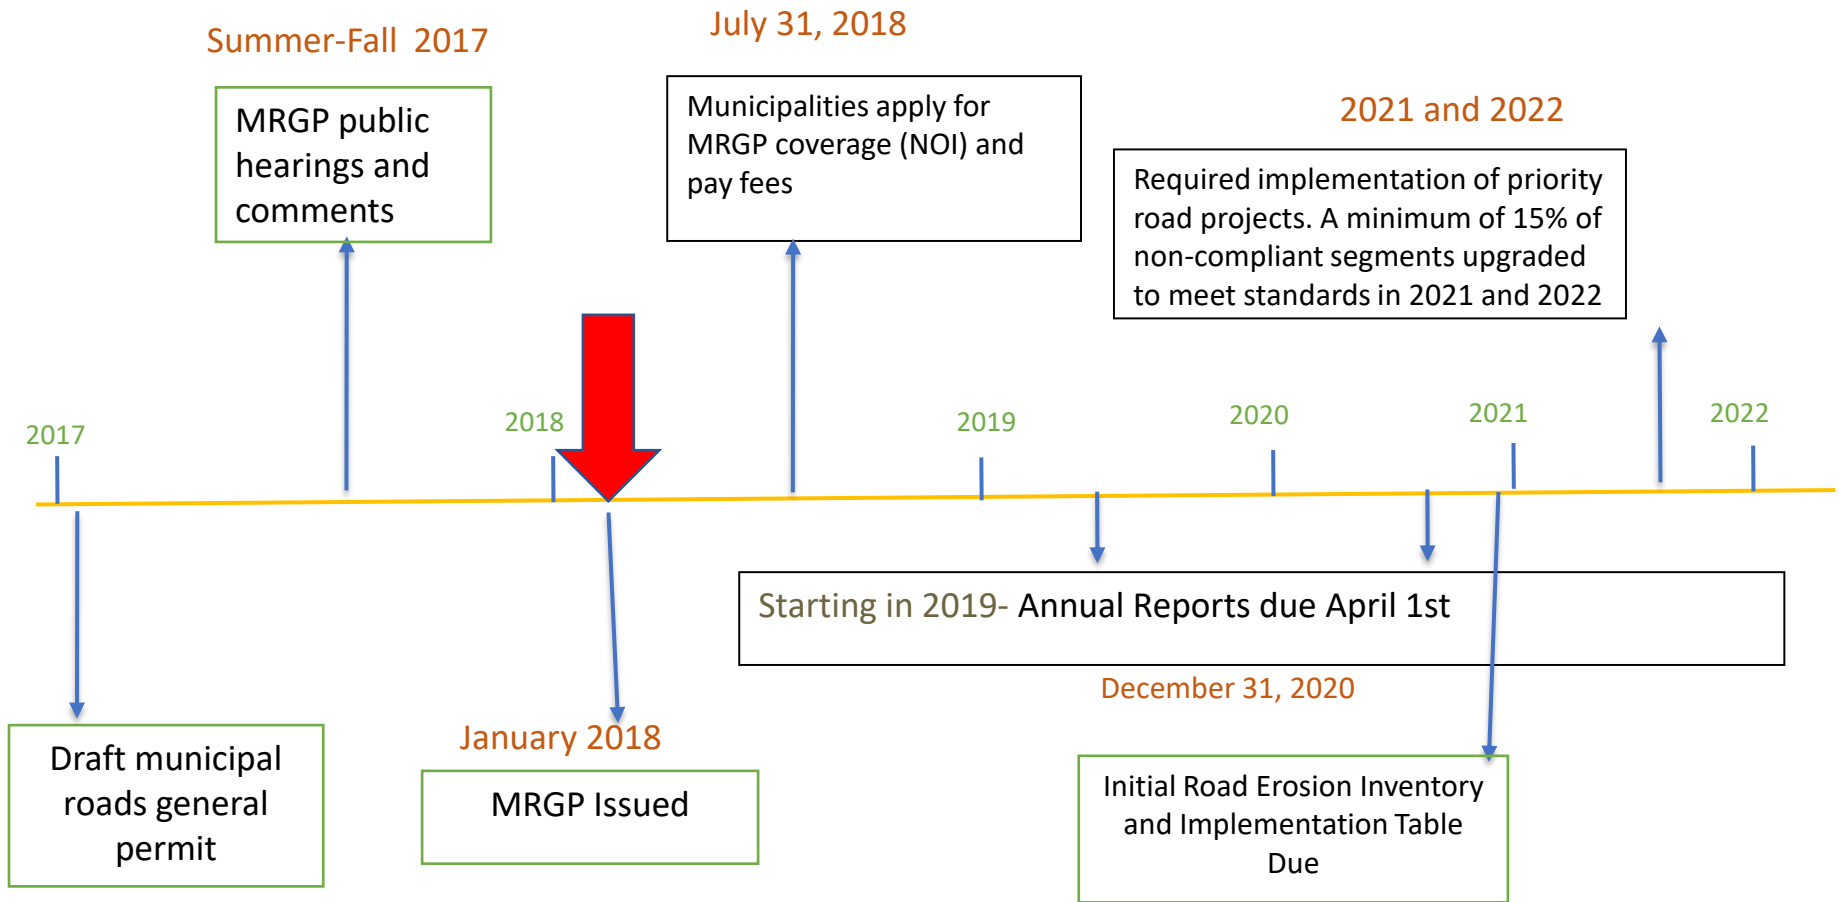 Summer-Fall 2017
July 31, 2018
MRGP public
hearings and
comments
Municipalities apply for
MRGP coverage (NOI) and
pay fees
2021 and 2022
Required implementation of priority
road projects. A minimum of 15% of
non-compliant segments upgraded
to meet standards in 2021 and 2022
2017
2018
2019
2020
2021
2022
Starting in 2019- Annual Reports due April 1st
December 31, 2020
January 2018
Draft municipal
roads general
permit
MRGP Issued
Initial Road Erosion Inventory
and Implementation Table
Due